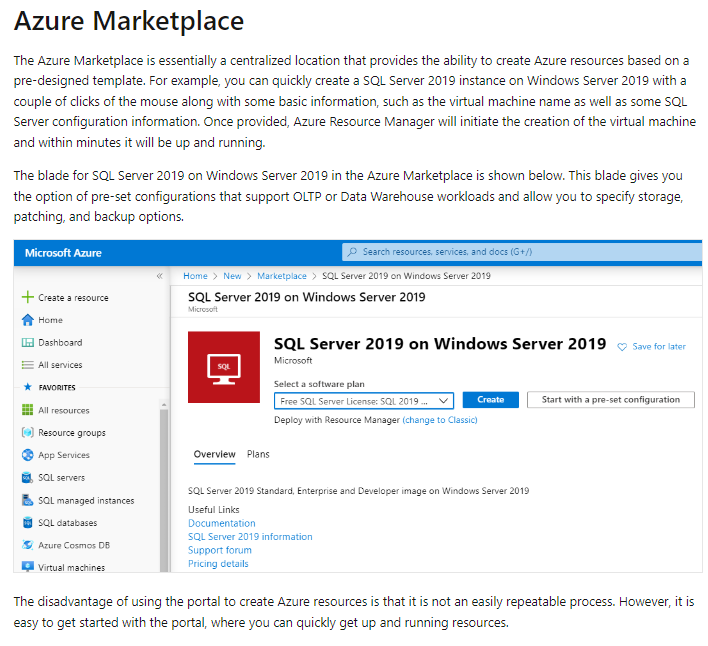 Azure Marketplace
The Azure Marketplace is essentially a centralized location that provides the ability to create Azure resources based on a
pre-designed template. For example, you can quickly create a SQL Server 2019 instance on Windows Server 2019 with a
couple of clicks of the mouse along with some basic information, such as the virtual machine name as well as some SQL
Server configuration information. Once provided, Azure Resource Manager will initiate the creation of the virtual machine
and within minutes it will be up and running.
The blade for SQL Server 2019 on Windows Server 2019 in the Azure Marketplace is shown below. This blade gives you
the option of pre-set configurations that support OLTP or Data Warehouse workloads and allow you to specify storage,
patching, and backup options.
Microsoft Azure
Search resources, services, and docs (G+/)
«
Home > New > Marketplace > SQL Server 2019 on Windows Server 2019
Create a resource
Home
Dashboard
All services
FAVORITES
All resources
Resource groups
App Services
SQL servers
SQL managed instances
SQL databases
Azure Cosmos DB
Virtual machines
SQL Server 2019 on Windows Server 2019
Microsoft
SQL
SQL Server 2019 on Windows Server 2019
Save for later
Microsoft
Select a software plan
Free SQL Server License: SQL 2019 ...
Create
Start with a pre-set configuration
Deploy with Resource Manager (change to Classic)
Overview Plans
SQL Server 2019 Standard, Enterprise and Developer image on Windows Server 2019
Useful Links
Documentation
SQL Server 2019 information
Support forum
Pricing details
The disadvantage of using the portal to create Azure resources is that it is not an easily repeatable process. However, it is
easy to get started with the portal, where you can quickly get up and running resources.